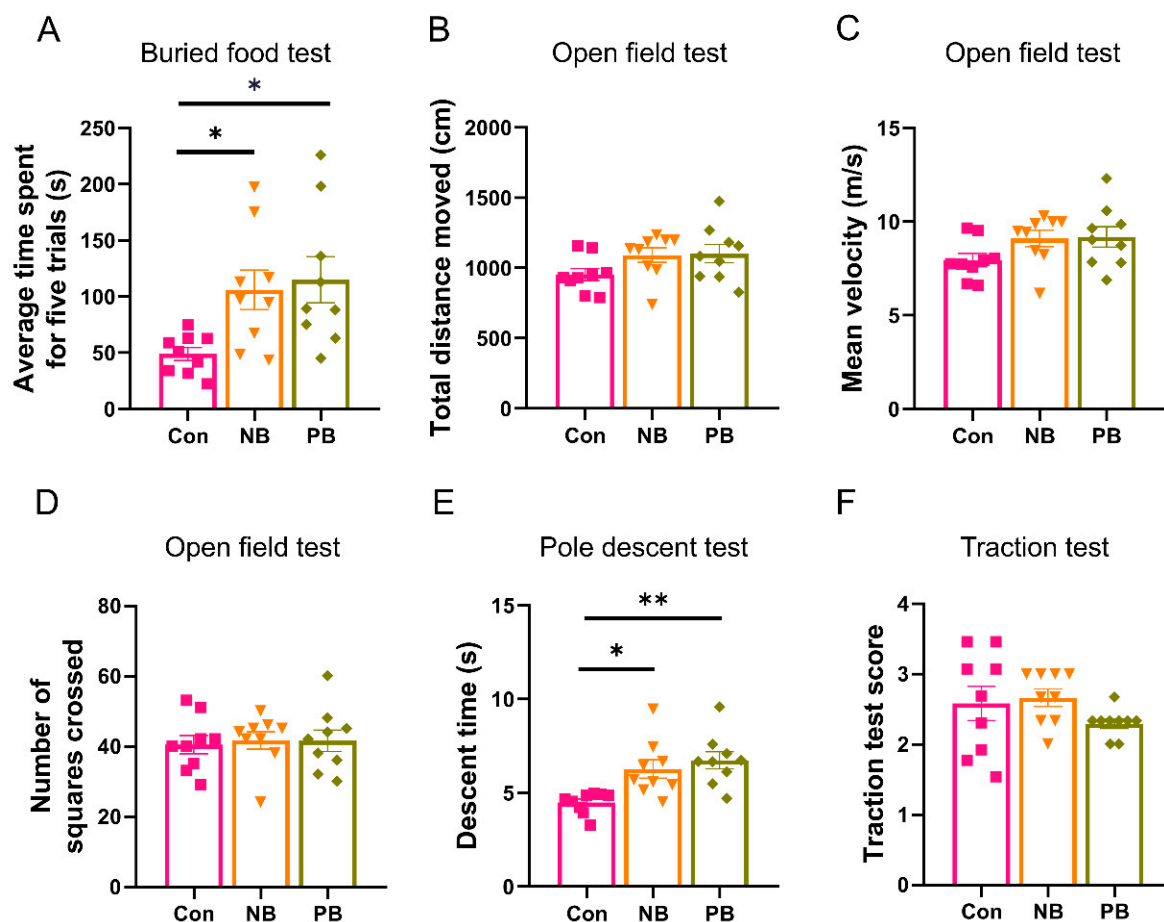 A
Buried food test
*
*
Average time spent
for five trials (s)
250
200
150
100
50
0
Con NB PB
B
Open field test
Total distance moved (cm)
2000
1500
1000
500
0
Con NB PB
C
Open field test
Mean velocity (m/s)
15
10
5
0
Con NB PB
D
Open field test
Number of
squares crossed
80
60
40
20
0
Con NB PB
E
Pole descent test
**
*
Descent time (s)
15
10
5
0
Con NB PB
F
Traction test
Traction test score
4
3
2
1
0
Con NB PB